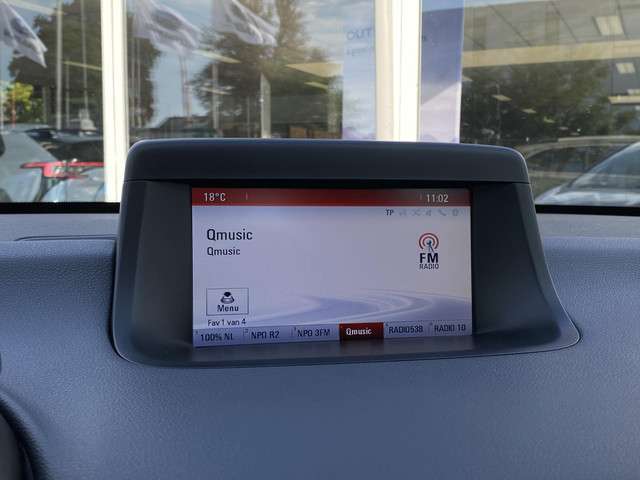 18°C 11:02
TP
Qmusic
Qmusic
FM
RADIO
Menu
Fav 1 van 4
100% NL NPO R2 NPO 3FM Qmusic RADIO538 RADIO 10